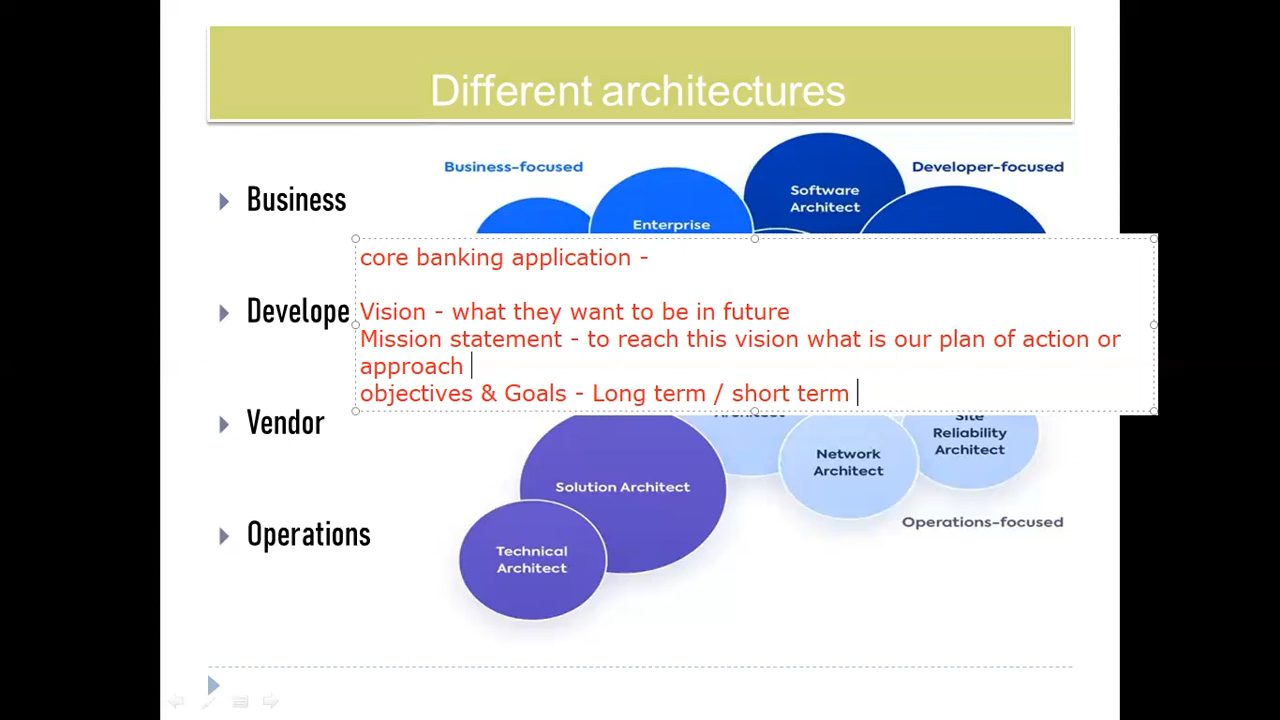 Different architectures
Business-focused
Developer-focused
Business
Software
Architect
Enterprise
core banking application -
Develope
Vision - what they want to be in future
Mission statement - to reach this vision what is our plan of action or
approach
objectives & Goals - Long term / short term
Vendor
Site
Reliability
Architect
Network
Architect
Solution Architect
Operations-focused
Operations
Technical
Architect